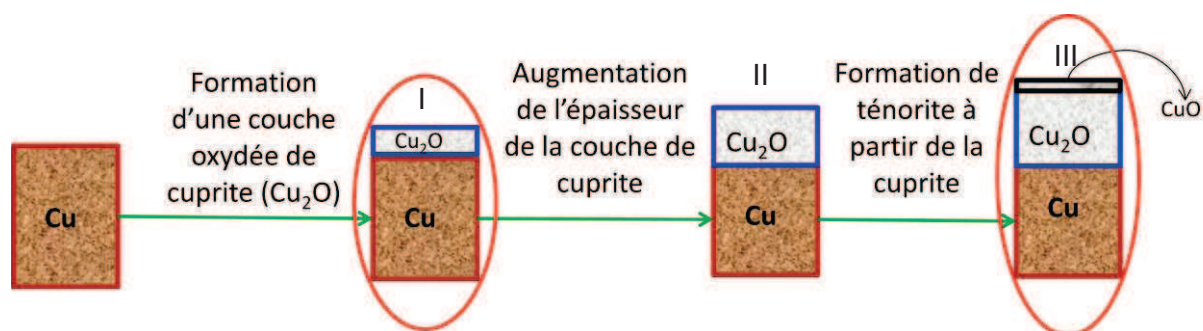 Cu
Formation
d'une couche
oxydée de
cuprite (Cu₂O)
I
Cu₂O
Cu
Augmentation
de l'épaisseur
de la couche de
cuprite
II
Cu₂O
Cu
Formation de
ténorite à
partir de la
cuprite
III
Cu₂O
Cu
CuO